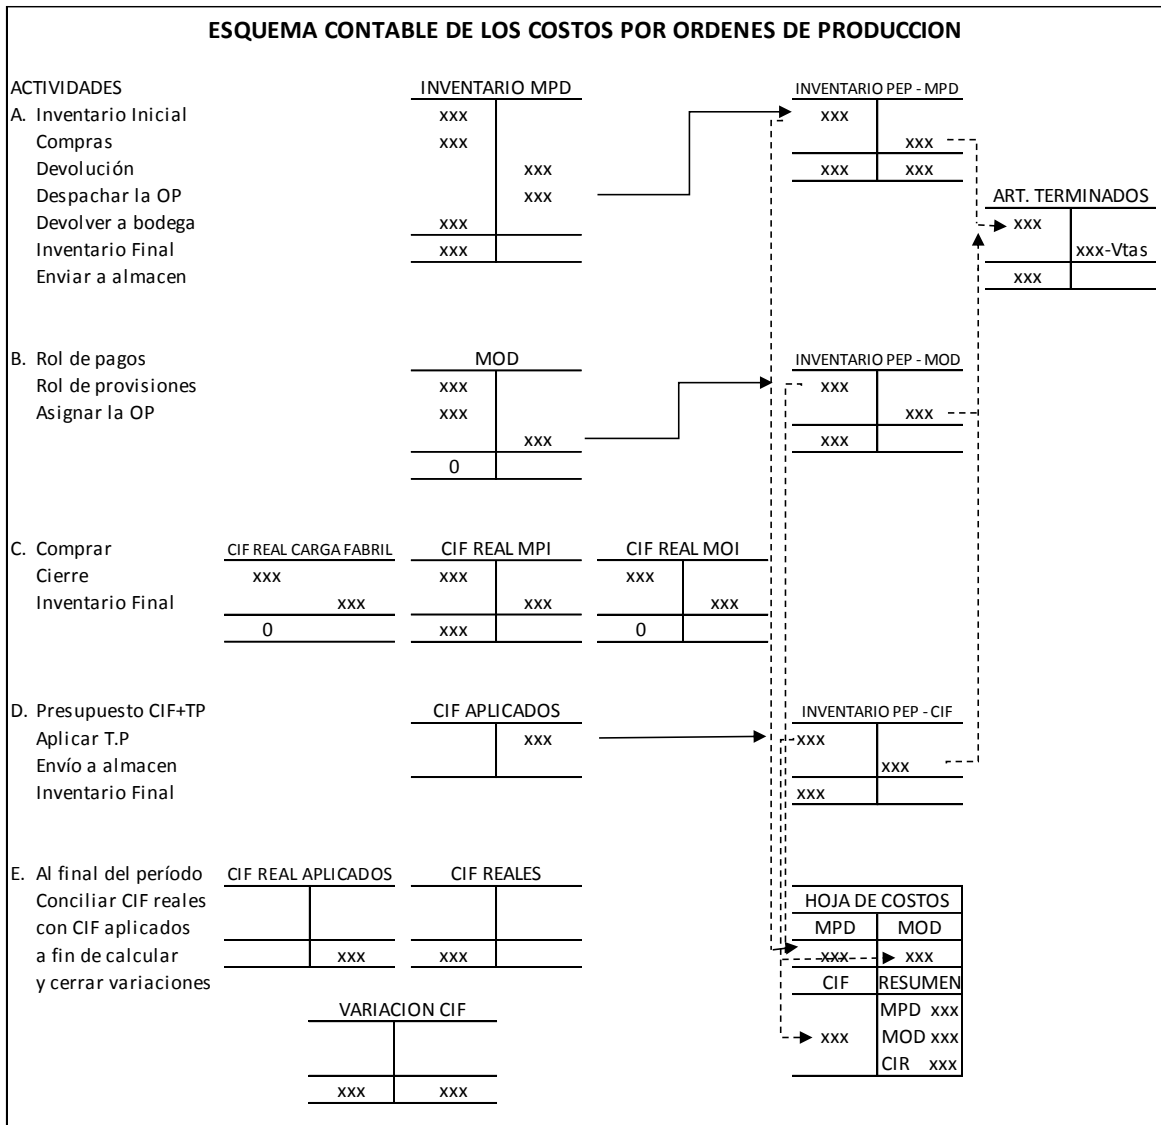 ESQUEMA CONTABLE DE LOS COSTOS POR ORDENES DE PRODUCCION
ACTIVIDADES INVENTARIO MPD INVENTARIO PEP - MPD
A. Inventario Inicial xxx xxx
Compras xxx xxx
Devolución xxx xxx xxx
Despachar la OP xxx ART. TERMINADOS
Devolver a bodega xxx xxx
Inventario Final xxx xxx-Vtas
Enviar a almacen xxx
B. Rol de pagos MOD INVENTARIO PEP - MOD
Rol de provisiones xxx xxx
Asignar la OP xxx xxx
xxx xxx
0
C. Comprar CIF REAL CARGA FABRIL CIF REAL MPI CIF REAL MOI
Cierre xxx xxx xxx
Inventario Final xxx xxx xxx
0 xxx 0
D. Presupuesto CIF+TP CIF APLICADOS INVENTARIO PEP - CIF
Aplicar T.P xxx xxx
Envío a almacen xxx
Inventario Final xxx
E. Al final del período CIF REAL APLICADOS CIF REALES
Conciliar CIF reales HOJA DE COSTOS
con CIF aplicados MPD MOD
a fin de calcular xxx xxx xxx xxx
y cerrar variaciones CIF RESUMEN
VARIACION CIF MPD xxx
xxx MOD xxx
CIR xxx
xxx xxx